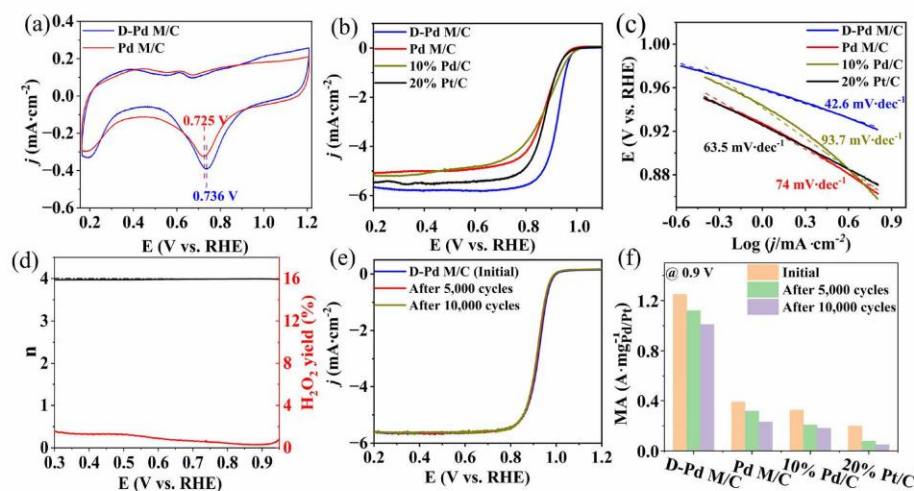 (a)
D-Pd M/C
Pd M/C
0.725 V
0.736 V
0.4
0.2
0.0
−0.2
−0.4
−0.6
j (mA·cm⁻²)
0.2 0.4 0.6 0.8 1.0 1.2
E (V vs. RHE)
(b)
D-Pd M/C
Pd M/C
10% Pd/C
20% Pt/C
0
−2
−4
−6
j (mA·cm⁻²)
0.2 0.4 0.6 0.8 1.0 1.2
E (V vs. RHE)
(c)
D-Pd M/C
Pd M/C
10% Pd/C
20% Pt/C
42.6 mV·dec⁻¹
93.7 mV·dec⁻¹
63.5 mV·dec⁻¹
74 mV·dec⁻¹
1.00
0.96
0.92
0.88
E (V vs. RHE)
-0.6 -0.4 0.0 0.4 0.8
Log (j/mA·cm⁻²)
(d)
4
3
2
1
0
n
16
12
8
4
0
H₂O₂ yield (%)
0.3 0.4 0.5 0.6 0.7 0.8 0.9
E (V vs. RHE)
(e)
D-Pd M/C (Initial)
After 5,000 cycles
After 10,000 cycles
0
−2
−4
−6
j (mA·cm⁻²)
0.2 0.4 0.6 0.8 1.0 1.2
E (V vs. RHE)
(f)
@ 0.9 V
Initial
After 5,000 cycles
After 10,000 cycles
1.2
0.8
0.4
0.0
MA (A·mg⁻¹Pd/Pt)
D-Pd M/C
Pd M/C
10% Pd/C
20% Pt/C